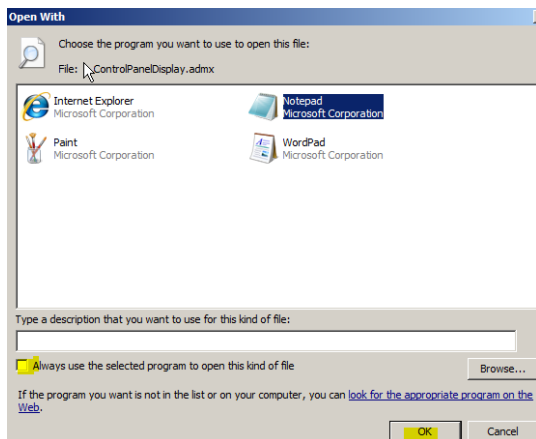 Open With
Choose the program you want to use to open this file:
File: ControlPanelDisplay.admx
Internet Explorer
Microsoft Corporation
Notepad
Microsoft Corporation
Paint
Microsoft Corporation
WordPad
Microsoft Corporation
Type a description that you want to use for this kind of file:
Always use the selected program to open this kind of file
Browse...
If the program you want is not in the list or on your computer, you can look for the appropriate program on the
Web.
OK
Cancel